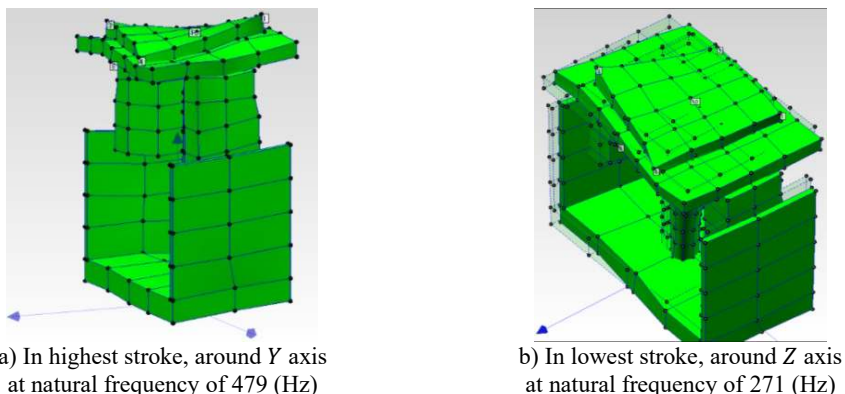 a) In highest stroke, around Y axis
at natural frequency of 479 (Hz)
b) In lowest stroke, around Z axis
at natural frequency of 271 (Hz)